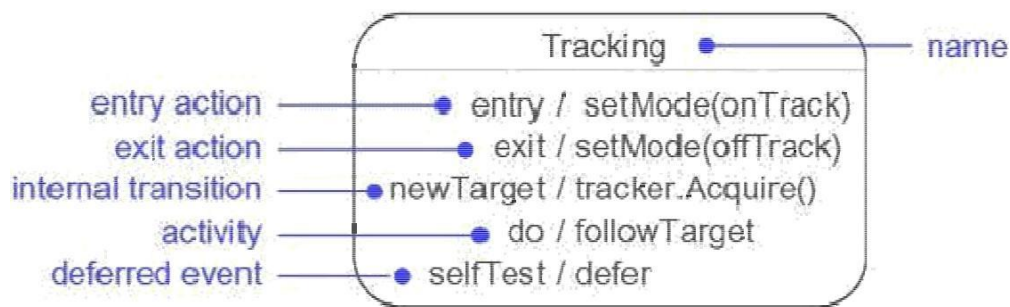 Tracking name
entry action entry / setMode(onTrack)
exit action exit / setMode(offTrack)
internal transition newTarget / tracker.Acquire()
activity do / followTarget
deferred event selfTest / defer